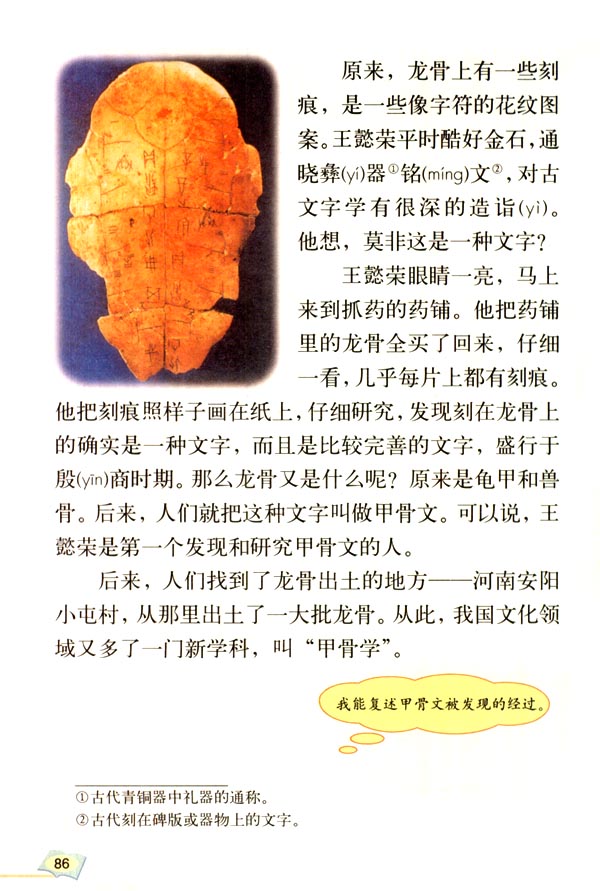 原来，龙骨上有一些刻
痕，是一些像字符的花纹图
案。王懿荣平时酷好金石，通
晓彝(yí)器①铭(míng)文②，对古
文字学有很深的造诣(yì)。
他想，莫非这是一种文字？
王懿荣眼睛一亮，马上
来到抓药的药铺。他把药铺
里的龙骨全买了回来，仔细
一看，几乎每片上都有刻痕。
他把刻痕照样子画在纸上，仔细研究，发现刻在龙骨上
的确实是一种文字，而且是比较完善的文字，盛行于
殷(yīn)商时期。那么龙骨又是什么呢？原来是龟甲和兽
骨。后来，人们就把这种文字叫做甲骨文。可以说，王
懿荣是第一个发现和研究甲骨文的人。
后来，人们找到了龙骨出土的地方——河南安阳
小屯村，从那里出土了一大批龙骨。从此，我国文化领
域又多了一门新学科，叫“甲骨学”。
我能复述甲骨文被发现的经过。
①古代青铜器中礼器的通称。
②古代刻在碑版或器物上的文字。
86